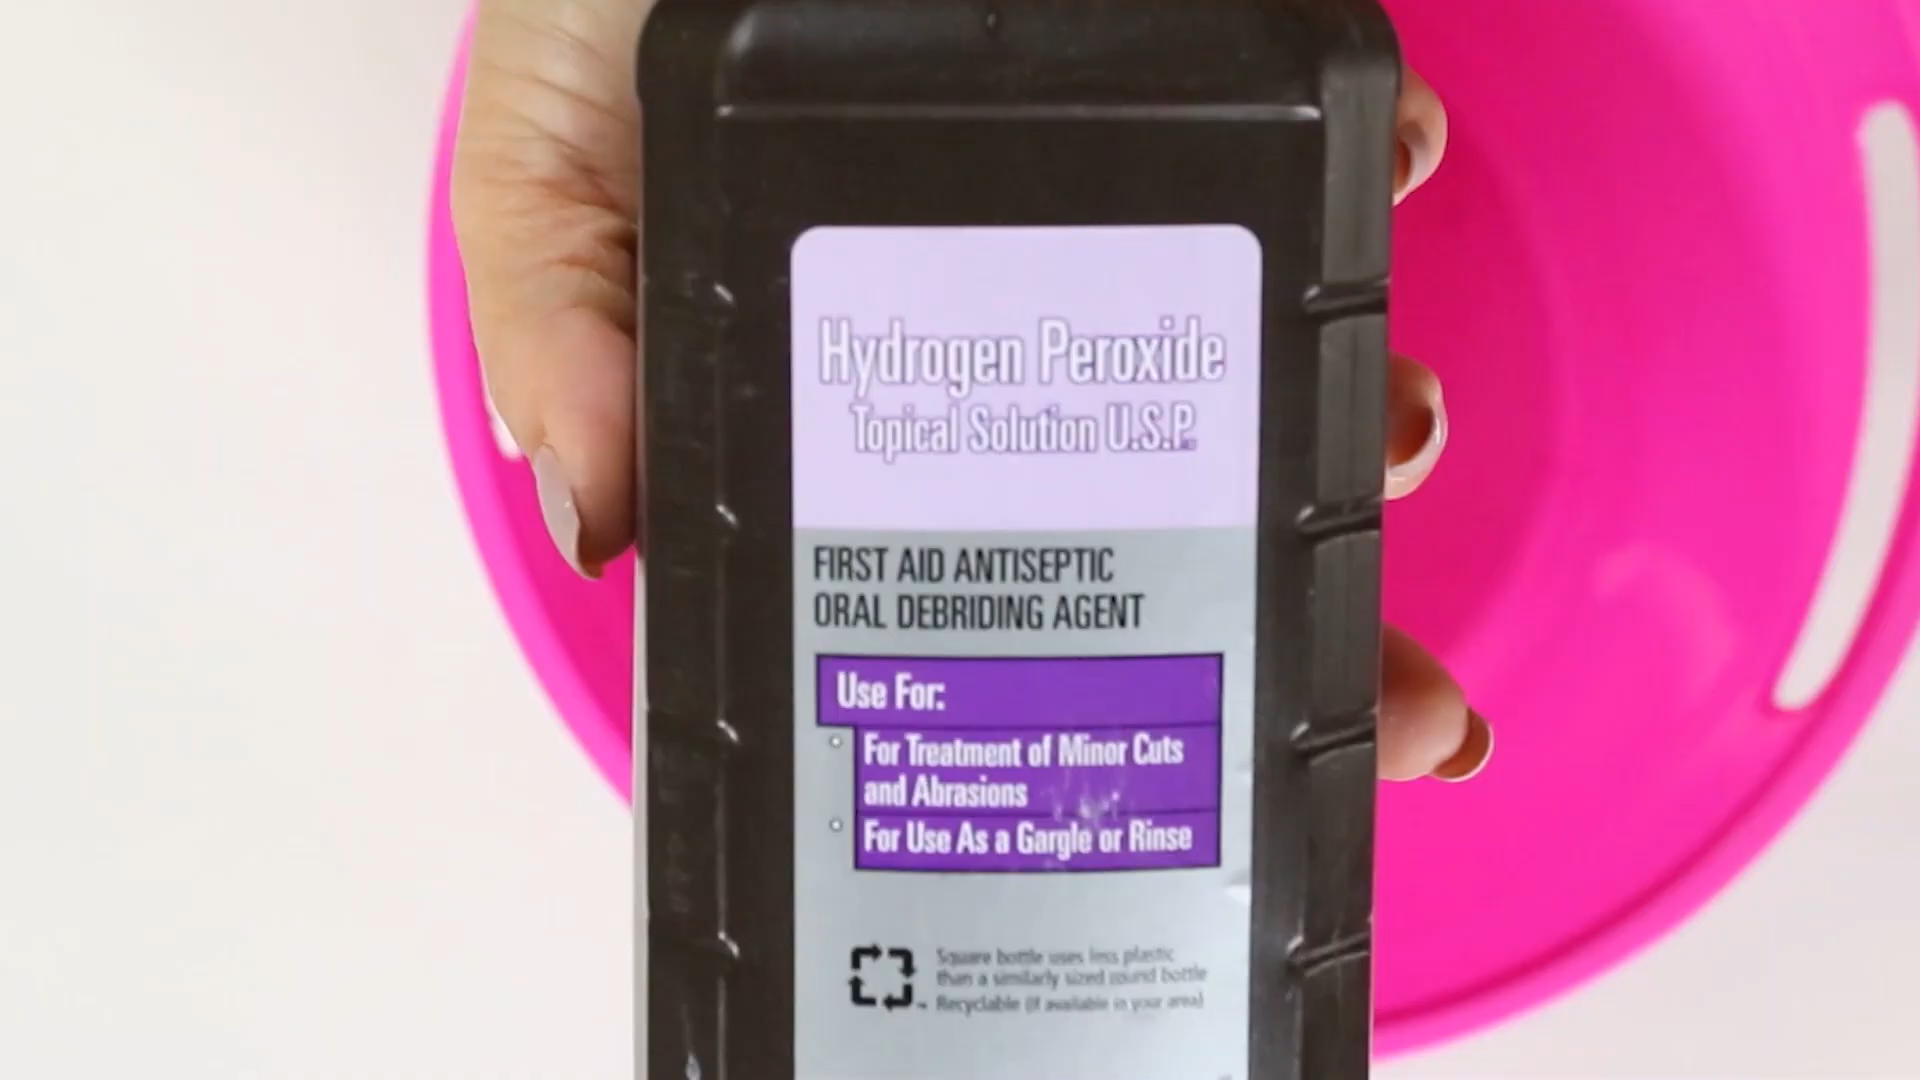 Hydrogen Peroxide
Topical Solution U.S.P.
FIRST AID ANTISEPTIC
ORAL DEBRIDING AGENT
Use For:
For Treatment of Minor Cuts
and Abrasions
For Use As a Gargle or Rinse
Square bottle uses less plastic
than a similarly sized round bottle
Recyclable (if available in your area)